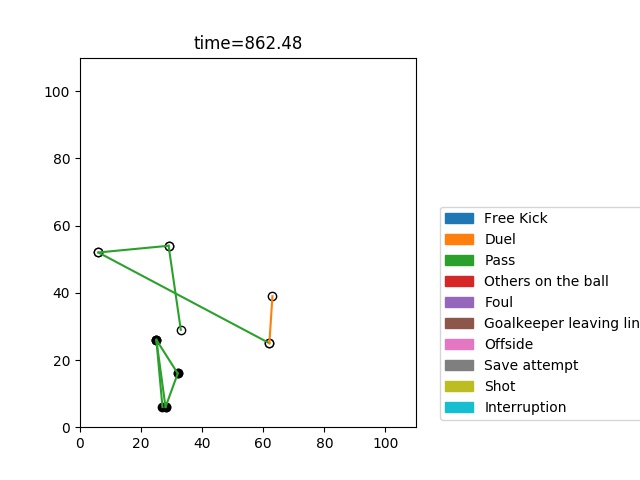 time=862.48
100
80
60
40
20
0
0 20 40 60 80 100
Free Kick
Duel
Pass
Others on the ball
Foul
Goalkeeper leaving lin
Offside
Save attempt
Shot
Interruption